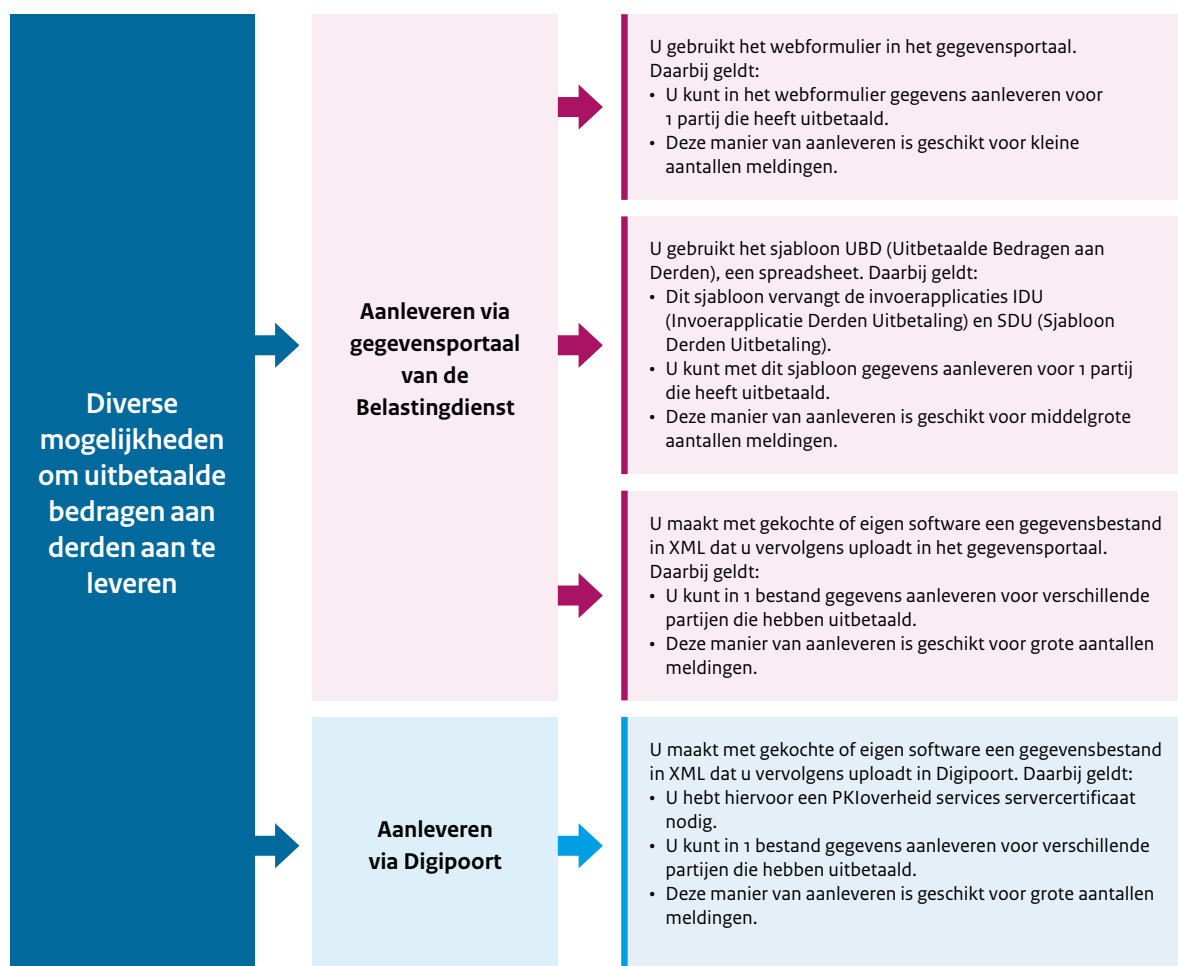 Diverse
mogelijkheden
om uitbetaalde
bedragen aan
derden aan te
leveren
Aanleveren via
gegevensportaal
van de
Belastingdienst
U gebruikt het webformulier in het gegevensportaal.
Daarbij geldt:
• U kunt in het webformulier gegevens aanleveren voor
1 partij die heeft uitbetaald.
• Deze manier van aanleveren is geschikt voor kleine
aantallen meldingen.
U gebruikt het sjabloon UBD (Uitbetaalde Bedragen aan
Derden), een spreadsheet. Daarbij geldt:
• Dit sjabloon vervangt de invoerapplicaties IDU
(Invoerapplicatie Derden Uitbetaling) en SDU (Sjabloon
Derden Uitbetaling).
• U kunt met dit sjabloon gegevens aanleveren voor 1 partij
die heeft uitbetaald.
• Deze manier van aanleveren is geschikt voor middelgrote
aantallen meldingen.
U maakt met gekochte of eigen software een gegevensbestand
in XML dat u vervolgens uploadt in het gegevensportaal.
Daarbij geldt:
• U kunt in 1 bestand gegevens aanleveren voor verschillende
partijen die hebben uitbetaald.
• Deze manier van aanleveren is geschikt voor grote aantallen
meldingen.
Aanleveren
via Digipoort
U maakt met gekochte of eigen software een gegevensbestand
in XML dat u vervolgens uploadt in Digipoort. Daarbij geldt:
• U hebt hiervoor een PKIoverheid services servercertificaat
nodig.
• U kunt in 1 bestand gegevens aanleveren voor verschillende
partijen die hebben uitbetaald.
• Deze manier van aanleveren is geschikt voor grote aantallen
meldingen.